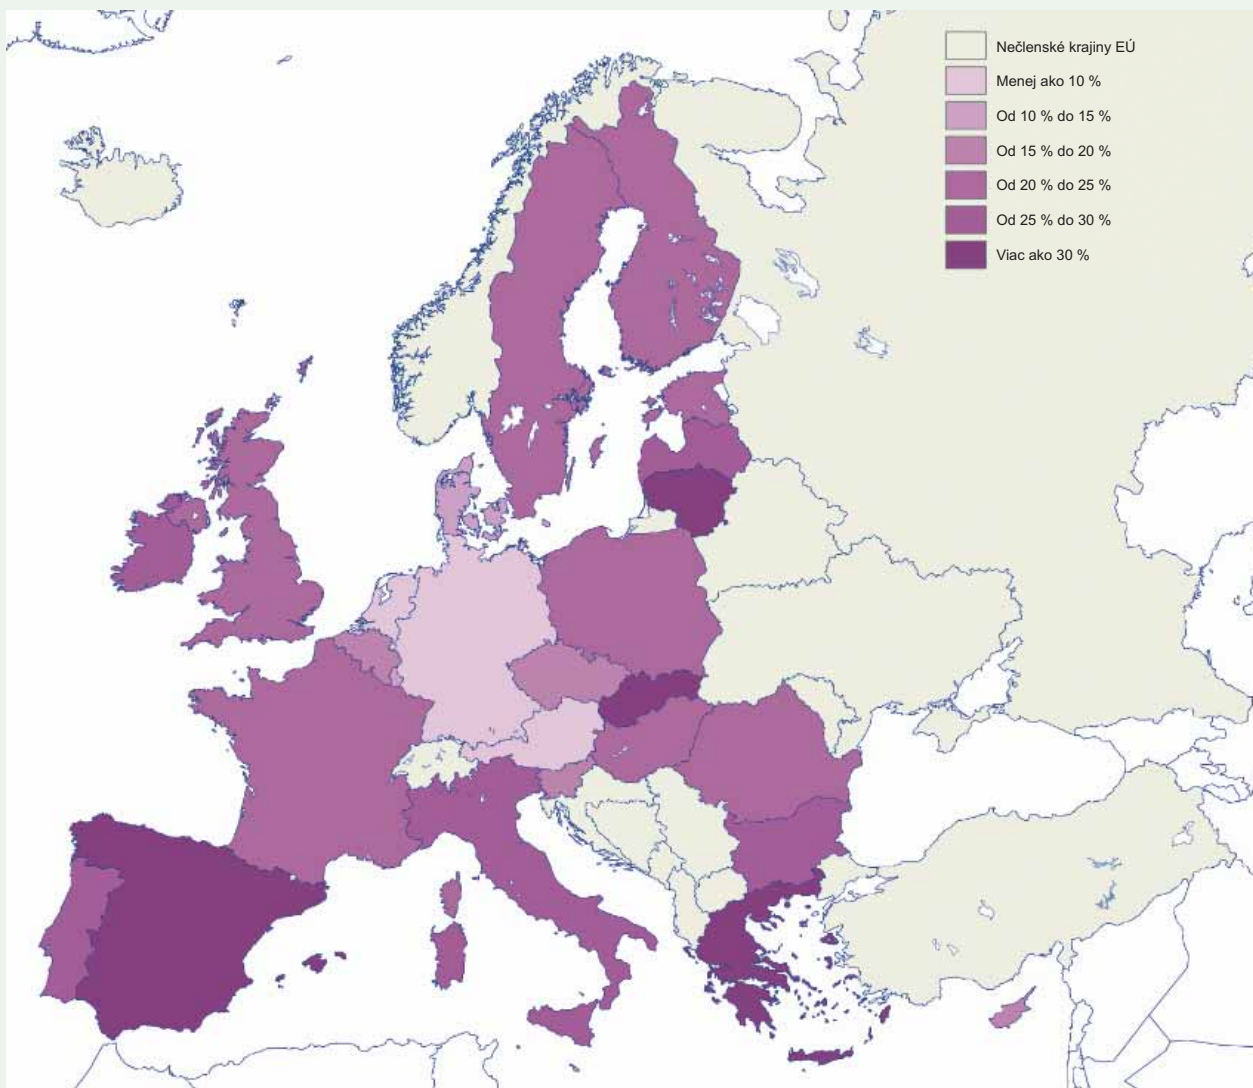 Nečlenské krajiny EÚ
Menej ako 10 %
Od 10 % do 15 %
Od 15 % do 20 %
Od 20 % do 25 %
Od 25 % do 30 %
Viac ako 30 %